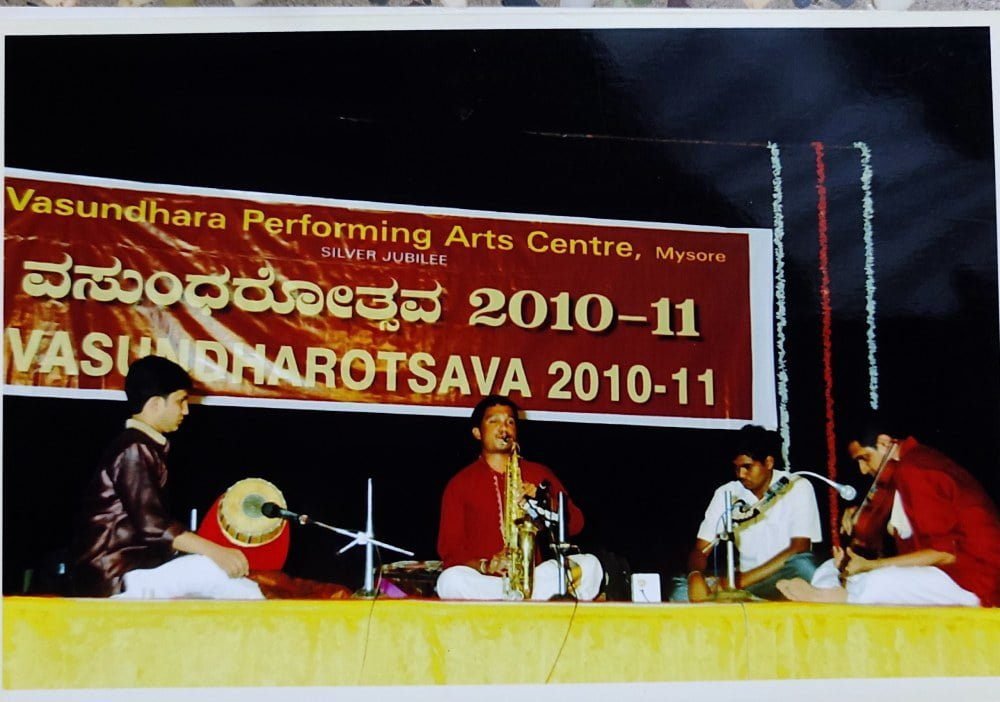 Vasundhara Performing Arts Centre, Mysore
SILVER JUBILEE
ವಸುಂಧರೋತ್ಸವ 2010-11
VASUNDHAROTSAVA 2010-11